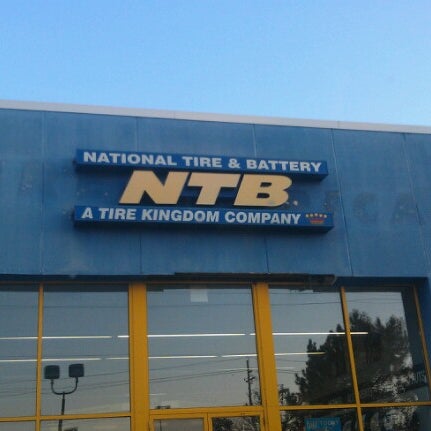 NATIONAL TIRE & BATTERY
NTB
A TIRE KINGDOM COMPANY